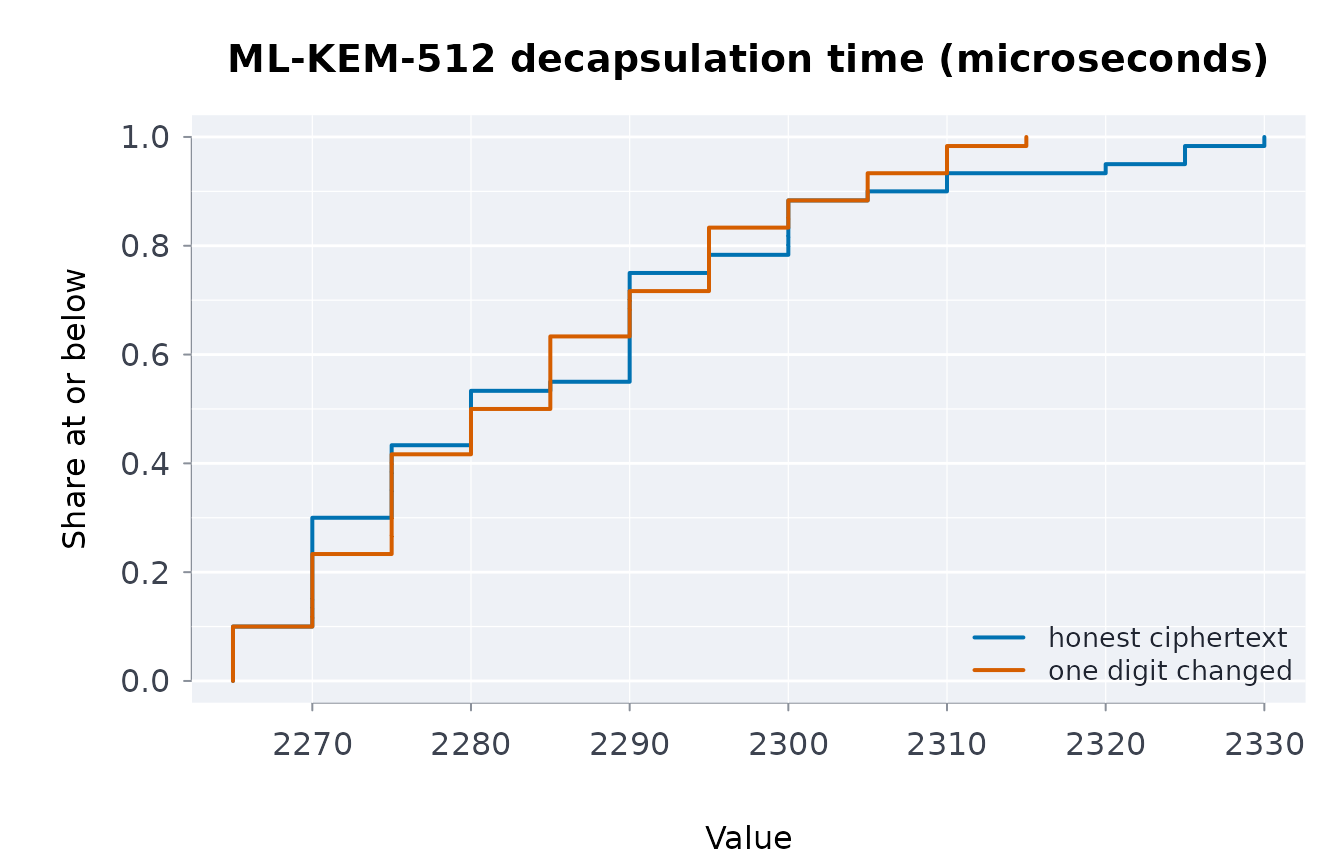 ML-KEM-512 decapsulation time (microseconds)
Share at or below
1.0
0.8
0.6
0.4
0.2
0.0
honest ciphertext
one digit changed
2270 2280 2290 2300 2310 2320 2330
Value